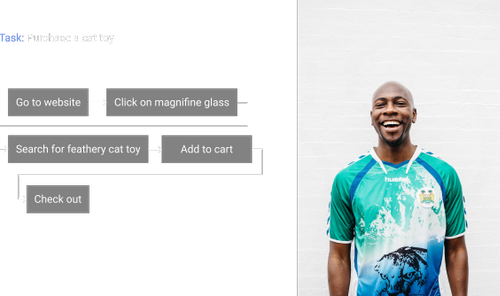 Task: Purchase a cat toy
Go to website
Click on magnifine glass
Search for feathery cat toy
Add to cart
Check out
hummel